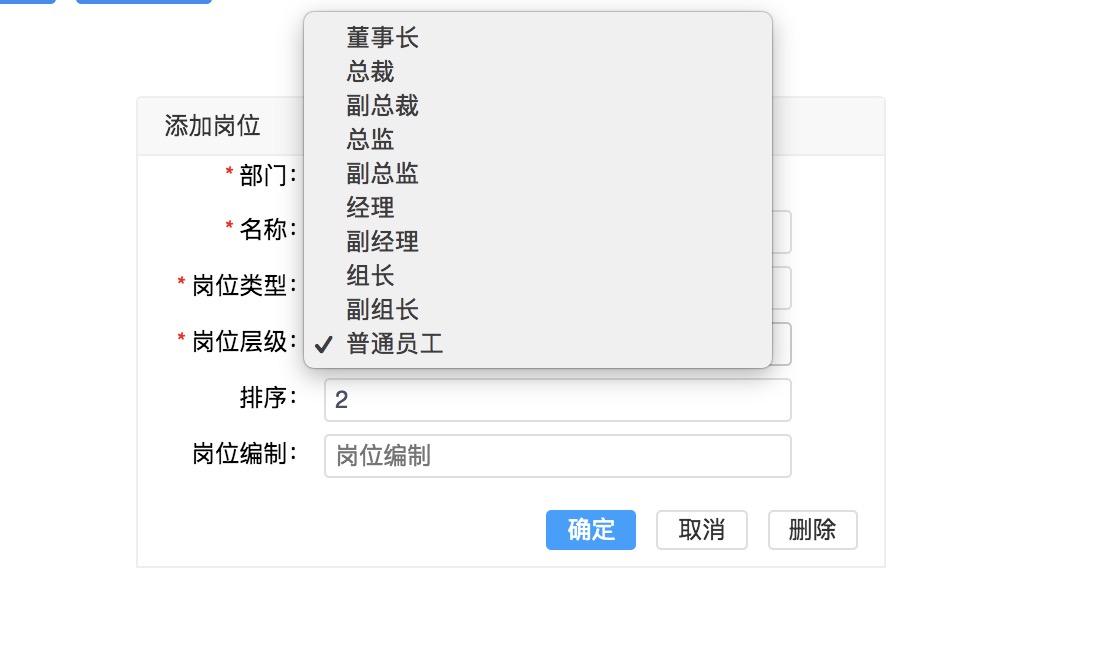 董事长
总裁
副总裁
总监
副总监
经理
副经理
组长
副组长
✓ 普通员工
添加岗位
* 部门：
* 名称：
* 岗位类型：
* 岗位层级：
排序： 2
岗位编制： 岗位编制
确定 取消 删除